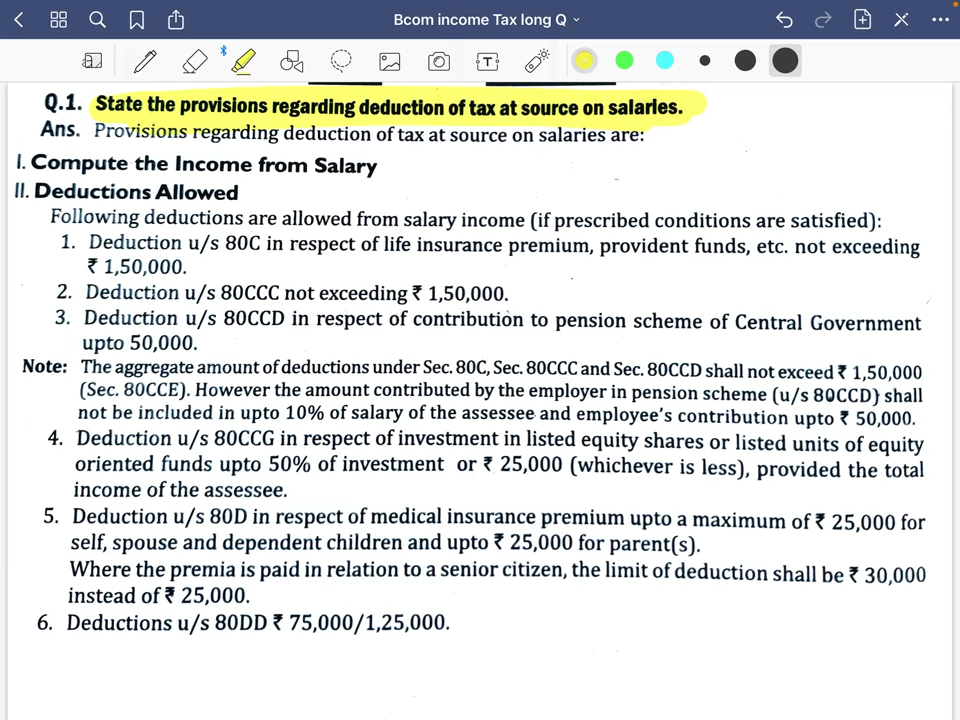 Bcom income Tax long Q
T
Q.1. State the provisions regarding deduction of tax at source on salaries.
Ans. Provisions regarding deduction of tax at source on salaries are:
I. Compute the Income from Salary
II. Deductions Allowed
Following deductions are allowed from salary income (if prescribed conditions are satisfied):
1. Deduction u/s 80C in respect of life insurance premium, provident funds, etc. not exceeding
₹ 1,50,000.
2. Deduction u/s 80CCC not exceeding ₹ 1,50,000.
3. Deduction u/s 80CCD in respect of contribution to pension scheme of Central Government
upto 50,000.
Note: The aggregate amount of deductions under Sec. 80C, Sec. 80CCC and Sec. 80CCD shall not exceed ₹ 1,50,000
(Sec. 80CCE). However the amount contributed by the employer in pension scheme (u/s 80CCD) shall
not be included in upto 10% of salary of the assessee and employee's contribution upto ₹ 50,000.
4. Deduction u/s 80CCG in respect of investment in listed equity shares or listed units of equity
oriented funds upto 50% of investment or ₹ 25,000 (whichever is less), provided the total
income of the assessee.
5. Deduction u/s 80D in respect of medical insurance premium upto a maximum of ₹ 25,000 for
self, spouse and dependent children and upto ₹ 25,000 for parent(s).
Where the premia is paid in relation to a senior citizen, the limit of deduction shall be ₹ 30,000
instead of ₹ 25,000.
6. Deductions u/s 80DD ₹ 75,000/1,25,000.